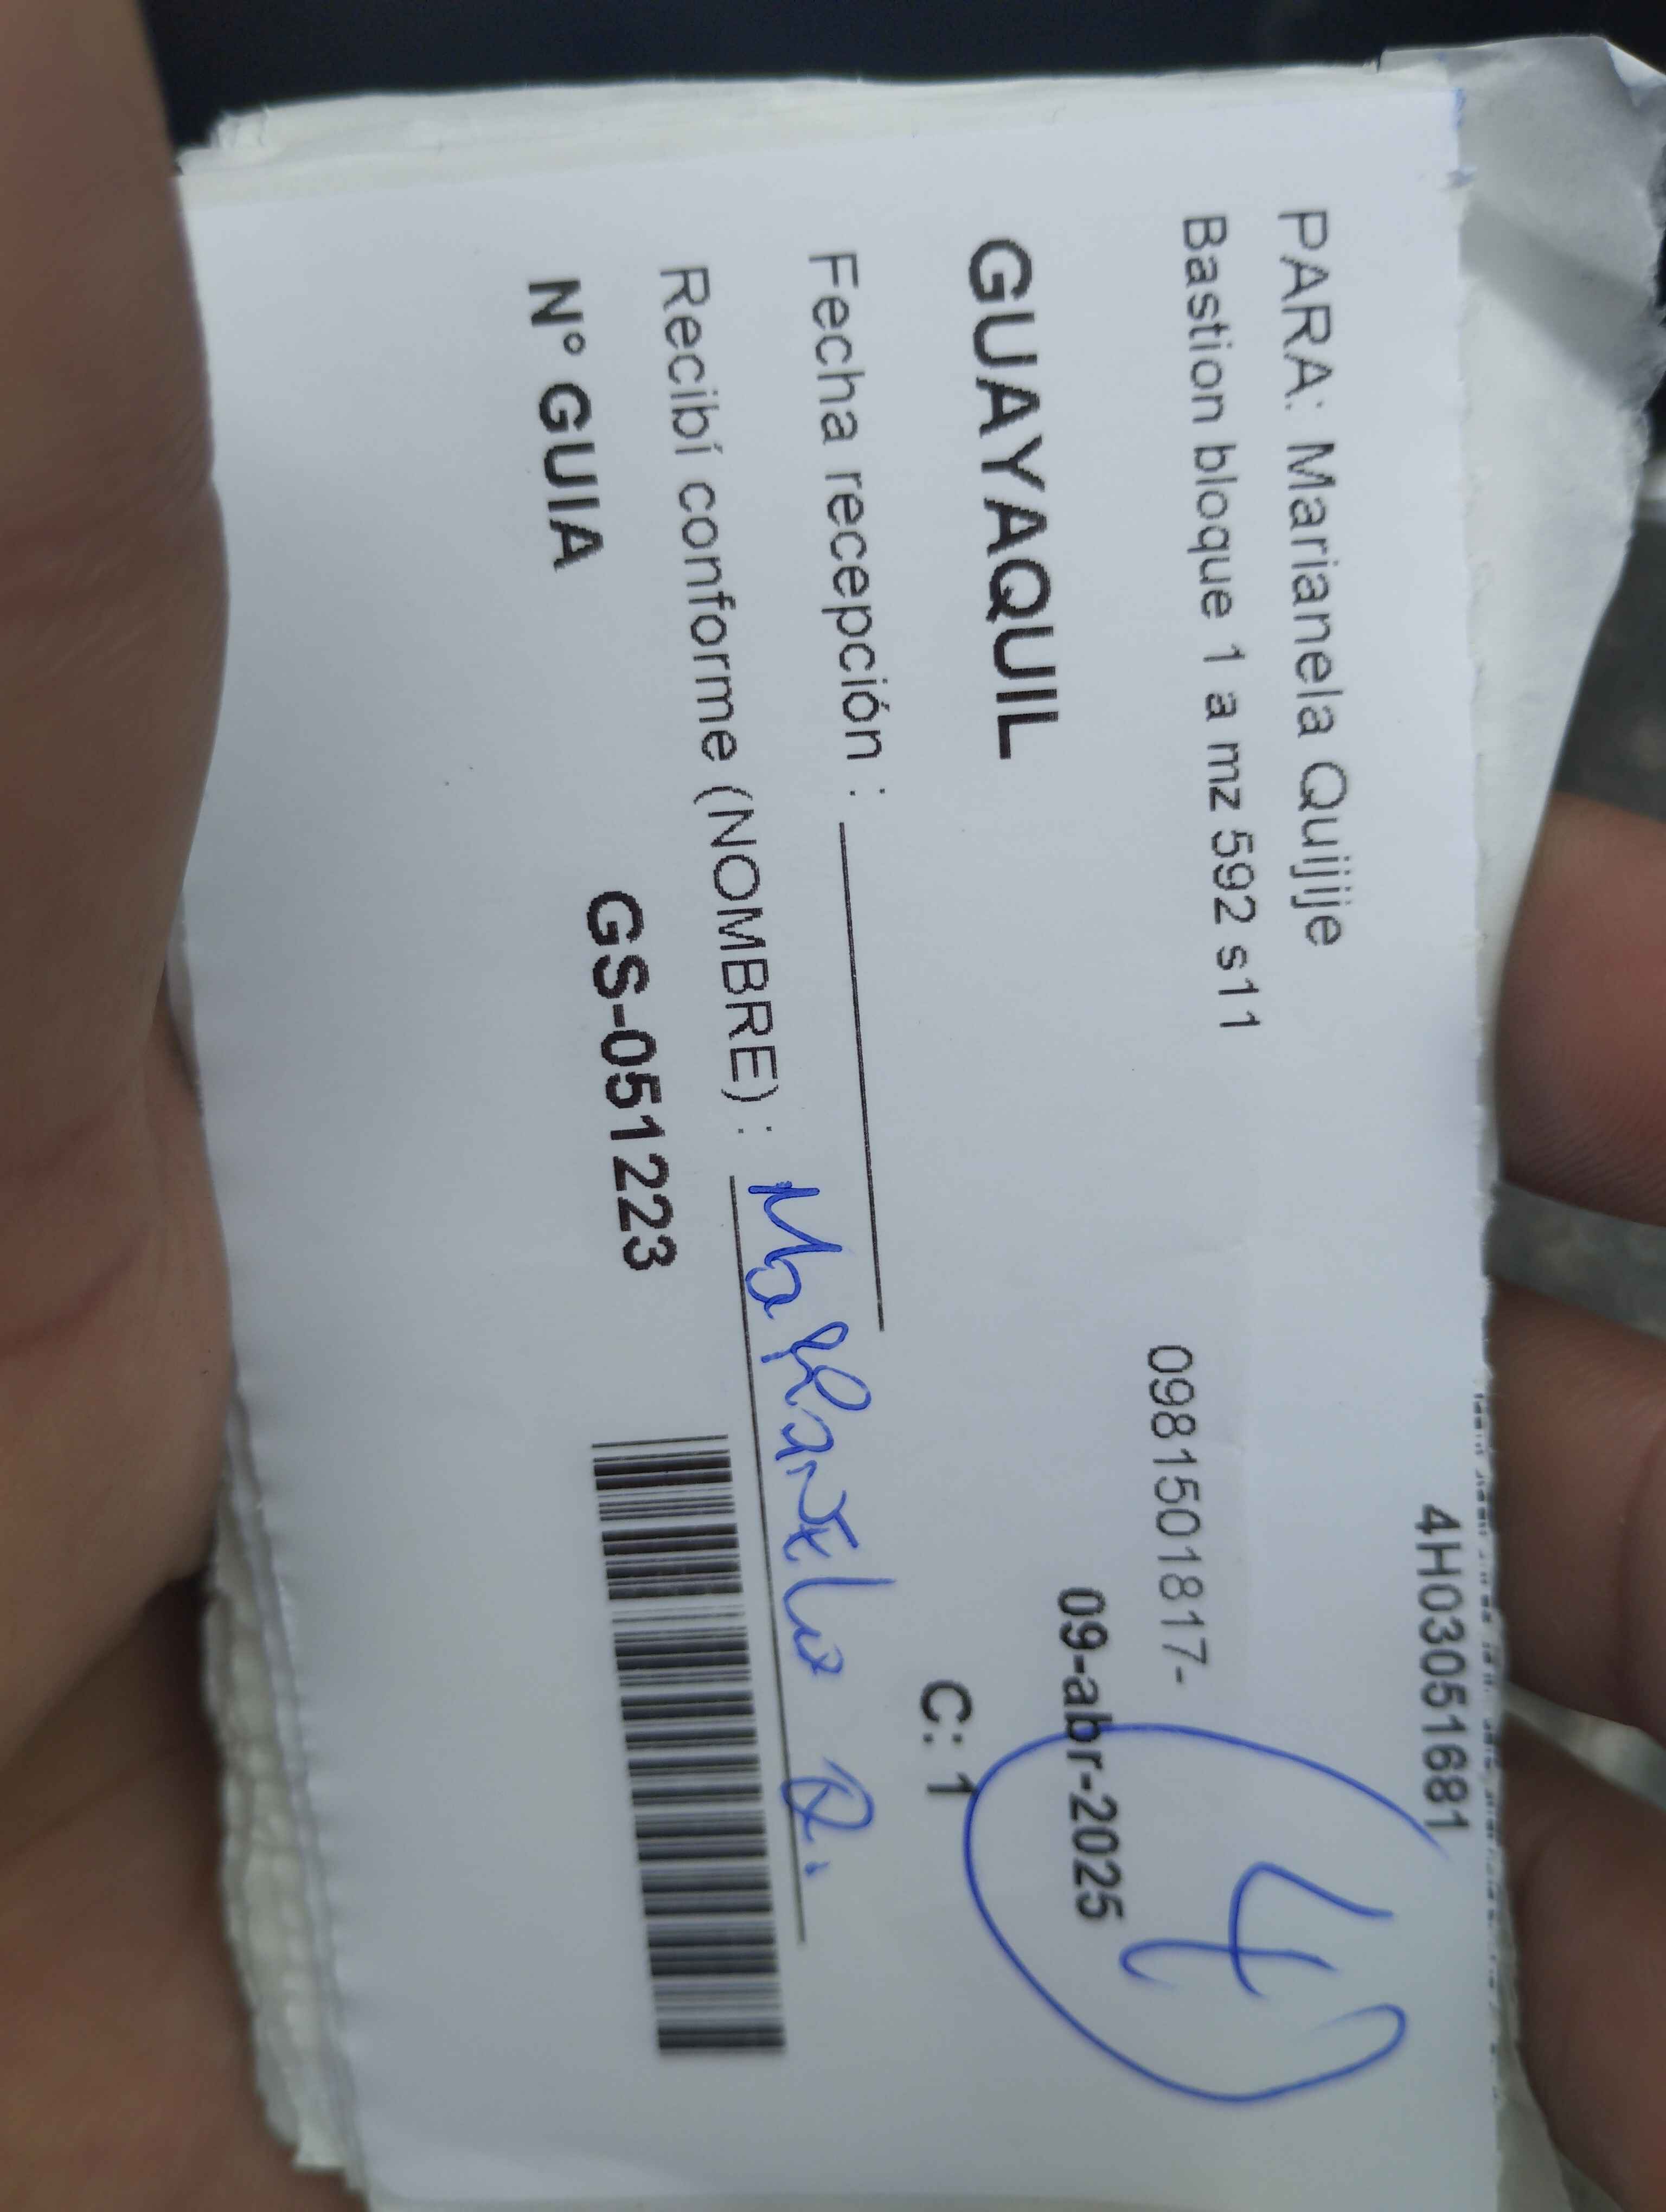 4H03051681
PARA: Marianela Quijije
Bastion bloque 1 a mz 592 s11
0981501817-
4
09-abr-2025
GUAYAQUIL
C: 1
Fecha recepción :
Recibí conforme (NOMBRE) : Marianela Q.
N° GUIA GS-051223